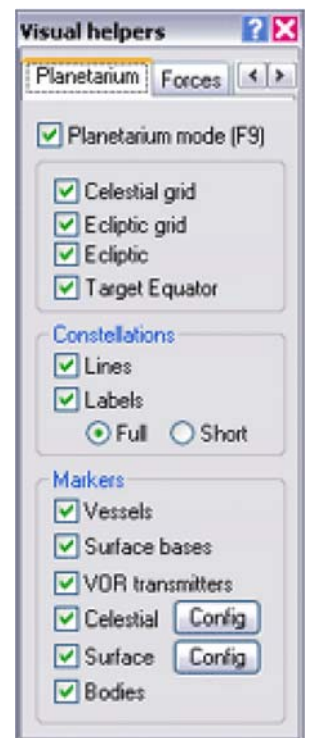 Visual helpers
Planetarium Forces
Planetarium mode (F9)
Celestial grid
Ecliptic grid
Ecliptic
Target Equator
Constellations
Lines
Labels
Full Short
Markers
Vessels
Surface bases
VOR transmitters
Celestial Config
Surface Config
Bodies